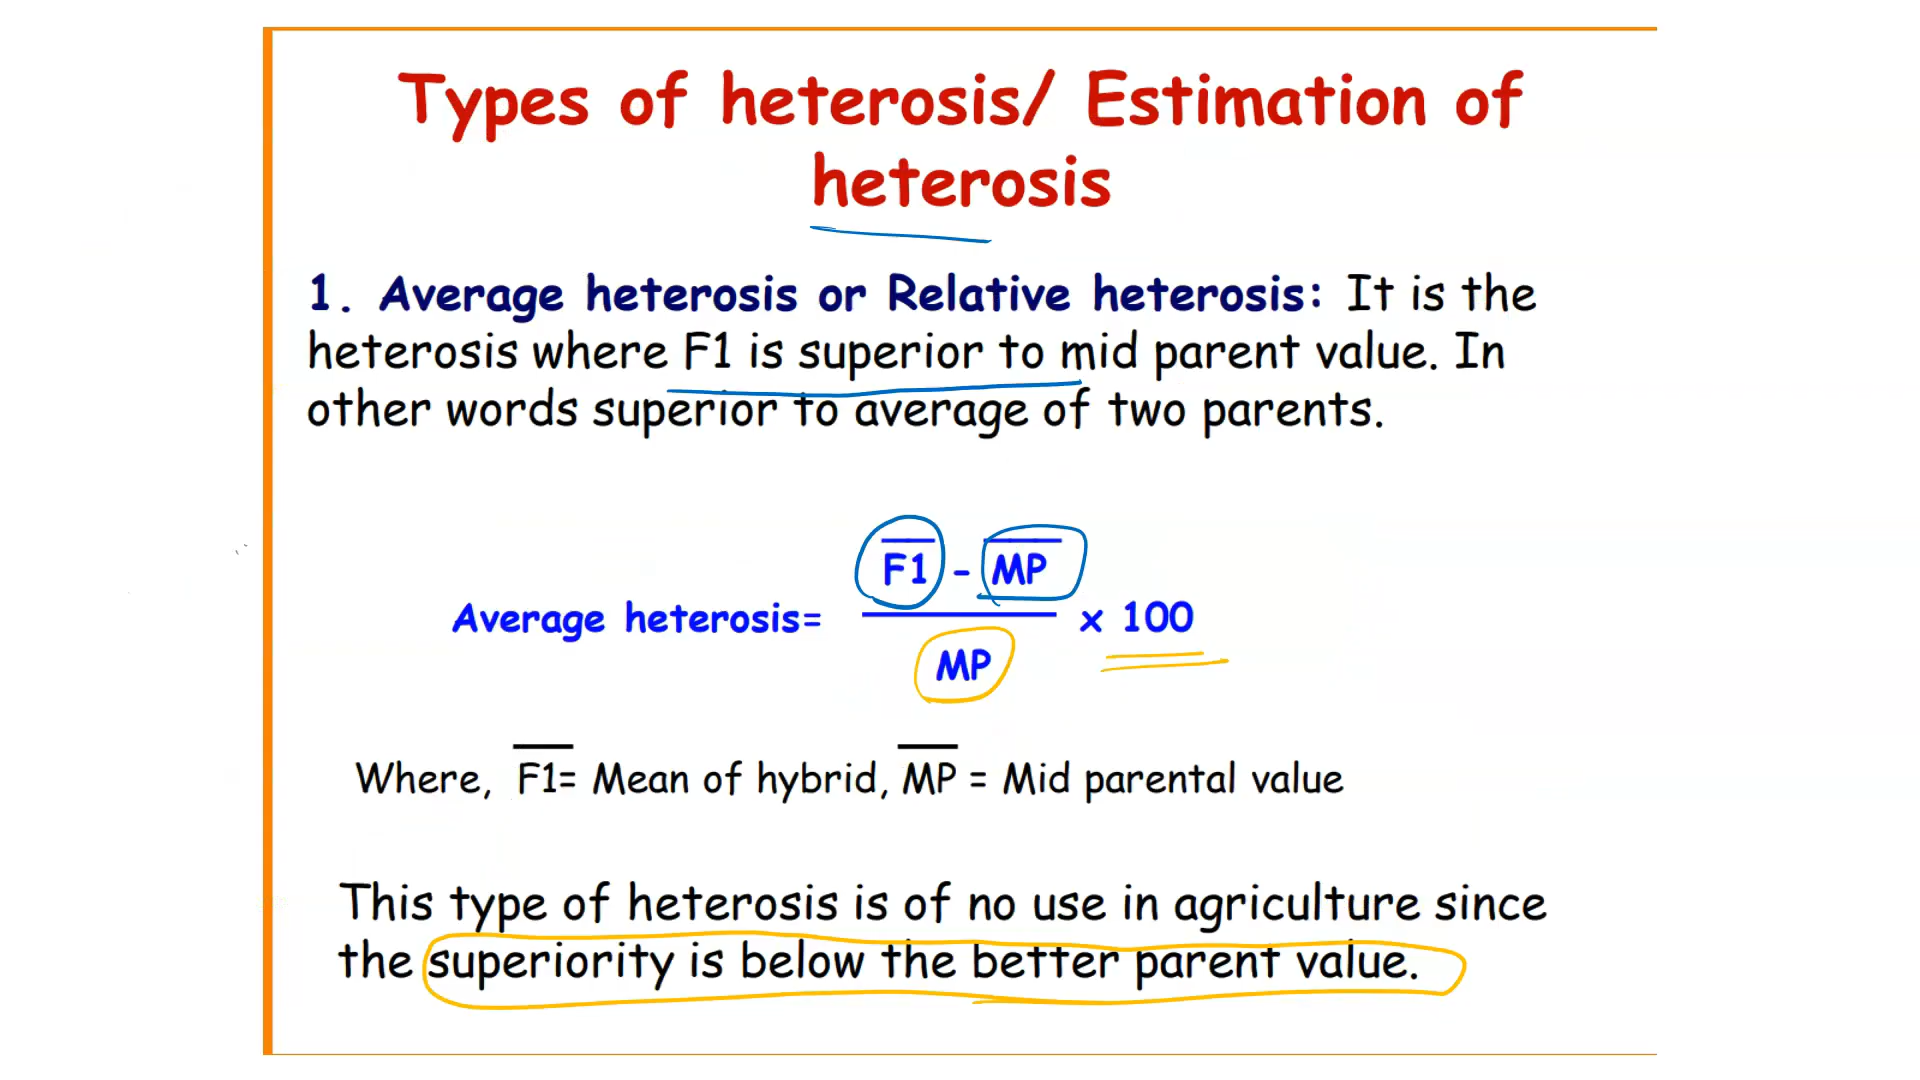 Types of heterosis/ Estimation of
heterosis
1. Average heterosis or Relative heterosis: It is the
heterosis where F1 is superior to mid parent value. In
other words superior to average of two parents.
F1 - MP
Average heterosis= x 100
MP
Where, F1= Mean of hybrid, MP = Mid parental value
This type of heterosis is of no use in agriculture since
the superiority is below the better parent value.